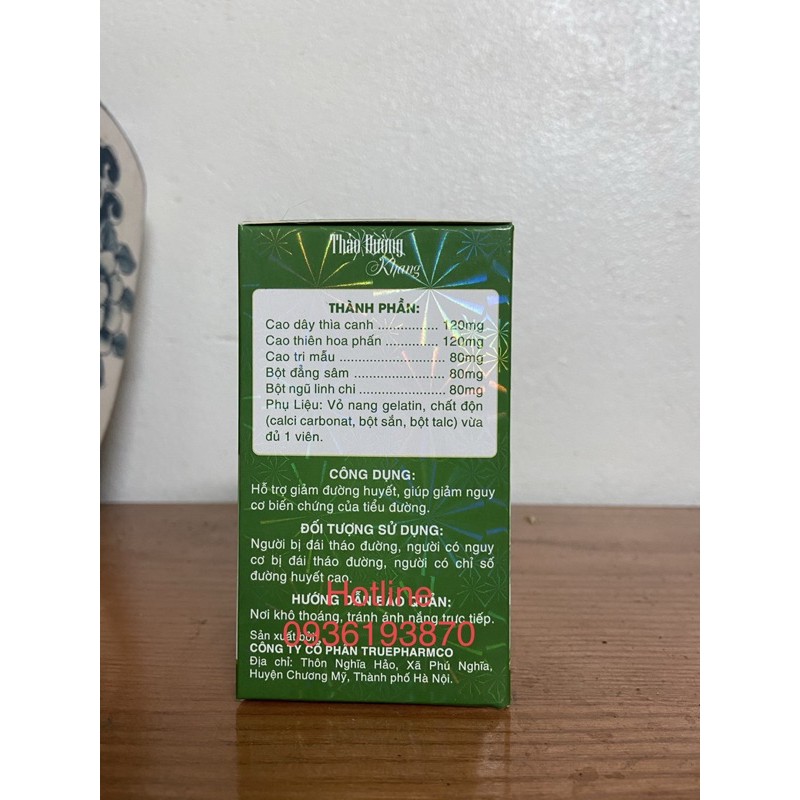 Thảo Đường
Khang
THÀNH PHẦN:
Cao dây thìa canh ............... 120mg
Cao thiên hoa phấn ............. 120mg
Cao tri mẫu .......................... 80mg
Bột đẳng sâm ...................... 80mg
Bột ngũ linh chi ..................... 80mg
Phụ Liệu: Vỏ nang gelatin, chất độn
(calci carbonat, bột sắn, bột talc) vừa
đủ 1 viên.
CÔNG DỤNG:
Hỗ trợ giảm đường huyết, giúp giảm nguy
cơ biến chứng của tiểu đường.
ĐỐI TƯỢNG SỬ DỤNG:
Người bị đái tháo đường, người có nguy
cơ bị đái tháo đường, người có chỉ số
đường huyết cao.
Hotline
HƯỚNG DẪN BẢO QUẢN:
Nơi khô thoáng, tránh ánh nắng trực tiếp.
0936193870
Sản xuất bởi:
CÔNG TY CỔ PHẦN TRUEPHARMCO
Địa chỉ: Thôn Nghĩa Hảo, Xã Phú Nghĩa,
Huyện Chương Mỹ, Thành phố Hà Nội.